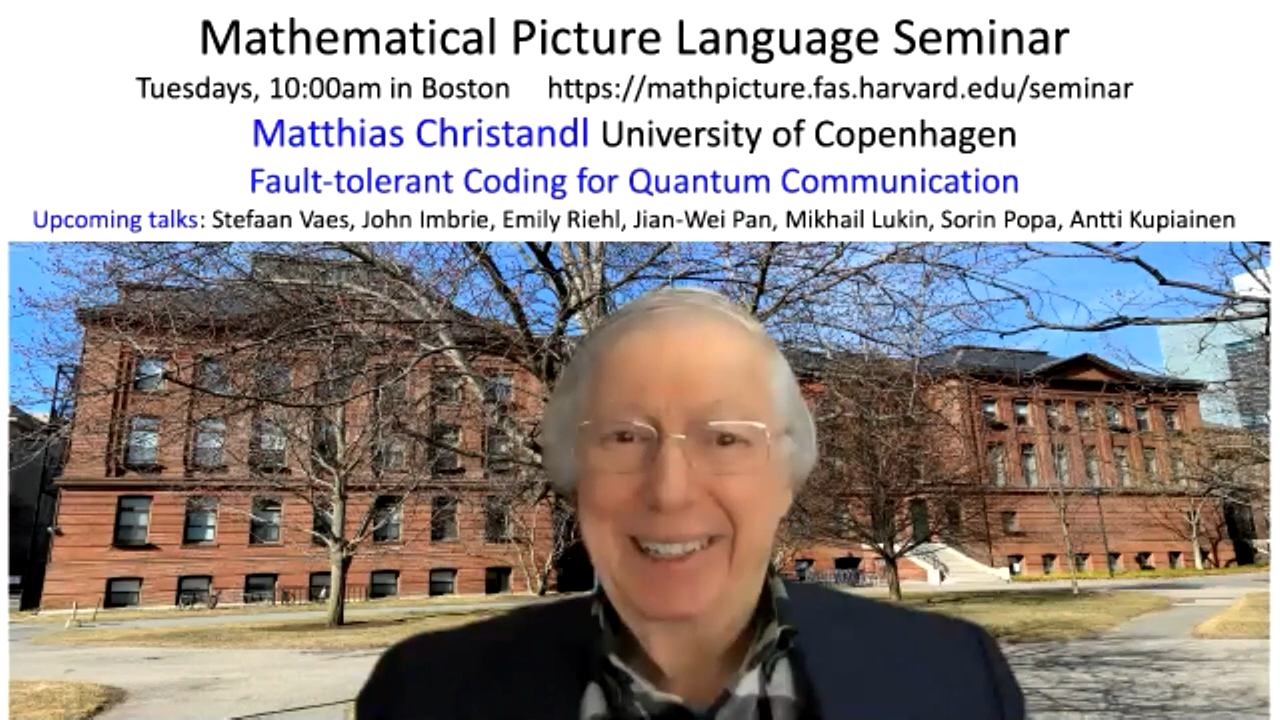 Mathematical Picture Language Seminar
Tuesdays, 10:00am in Boston https://mathpicture.fas.harvard.edu/seminar
Matthias Christandl University of Copenhagen
Fault-tolerant Coding for Quantum Communication
Upcoming talks: Stefaan Vaes, John Imbrie, Emily Riehl, Jian-Wei Pan, Mikhail Lukin, Sorin Popa, Antti Kupiainen